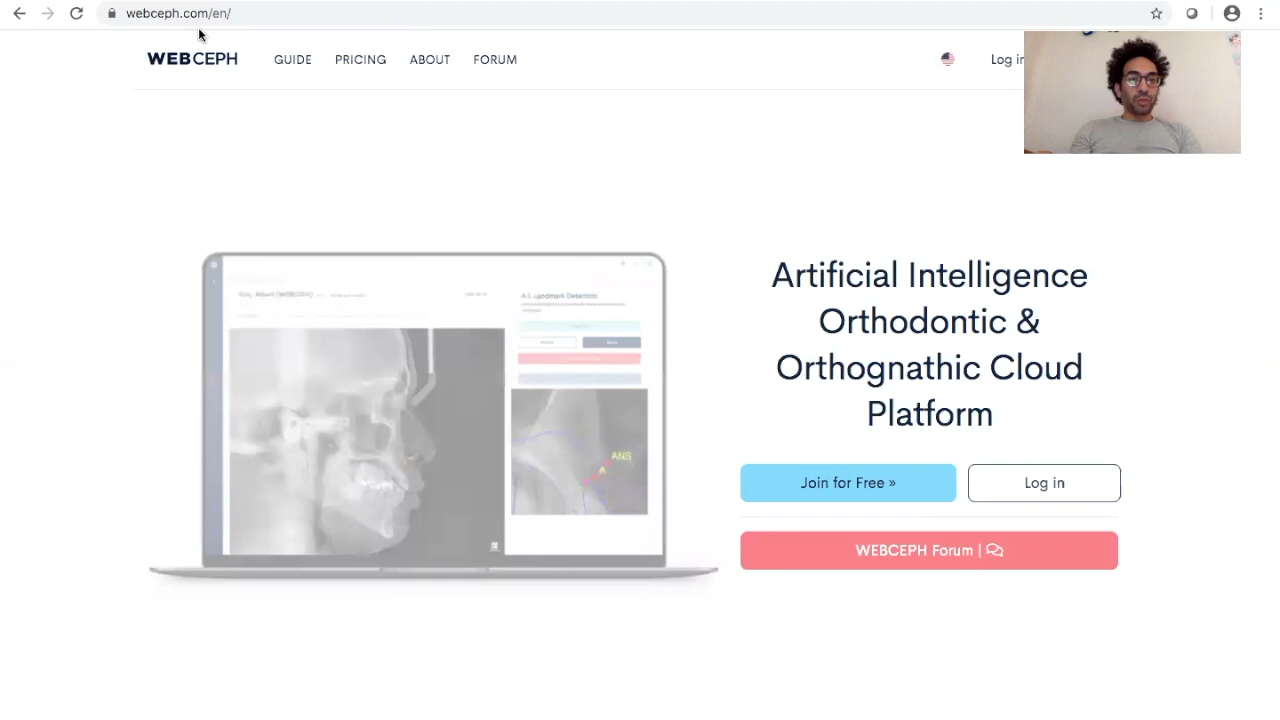 webceph.com/en/
WEBCEPH
GUIDE
PRICING
ABOUT
FORUM
Log in
A.I. Landmark Detection
ANS
A
Artificial Intelligence
Orthodontic &
Orthognathic Cloud
Platform
Join for Free »
Log in
WEBCEPH Forum |